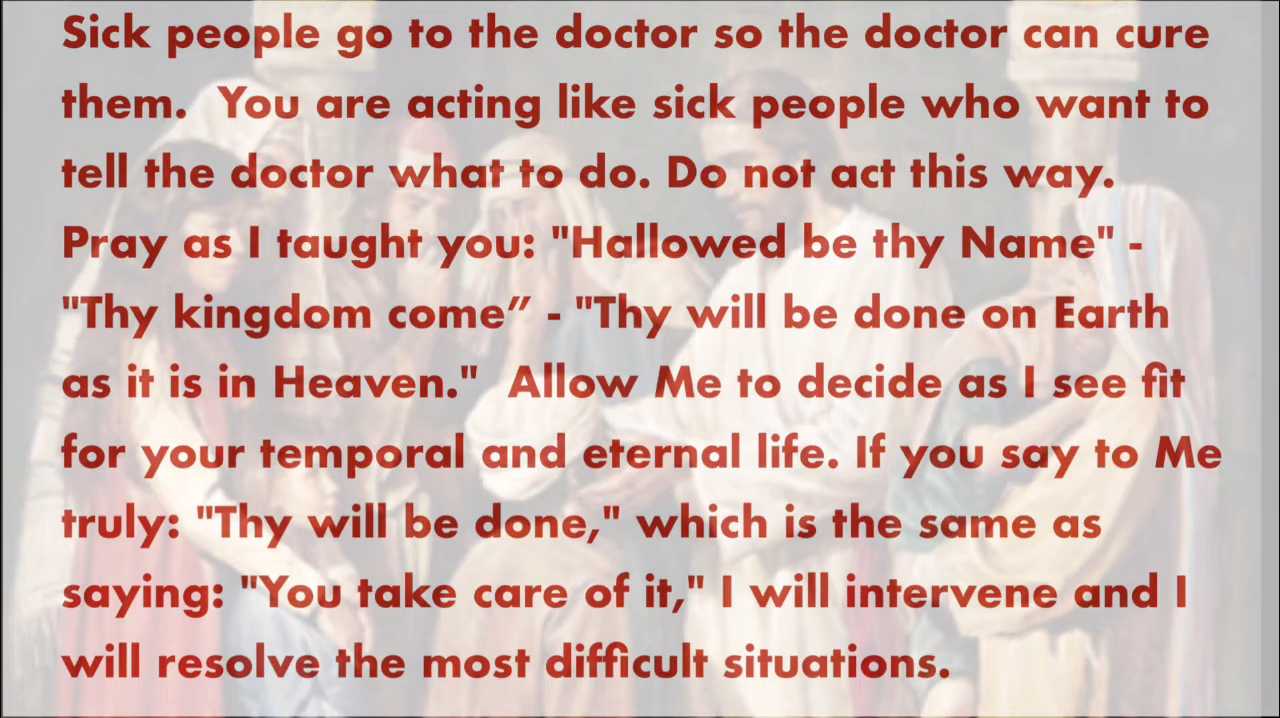 Sick people go to the doctor so the doctor can cure
them.  You are acting like sick people who want to
tell the doctor what to do. Do not act this way.
Pray as I taught you: "Hallowed be thy Name" -
"Thy kingdom come” - "Thy will be done on Earth
as it is in Heaven."  Allow Me to decide as I see fit
for your temporal and eternal life. If you say to Me
truly: "Thy will be done," which is the same as
saying: "You take care of it," I will intervene and I
will resolve the most difficult situations.